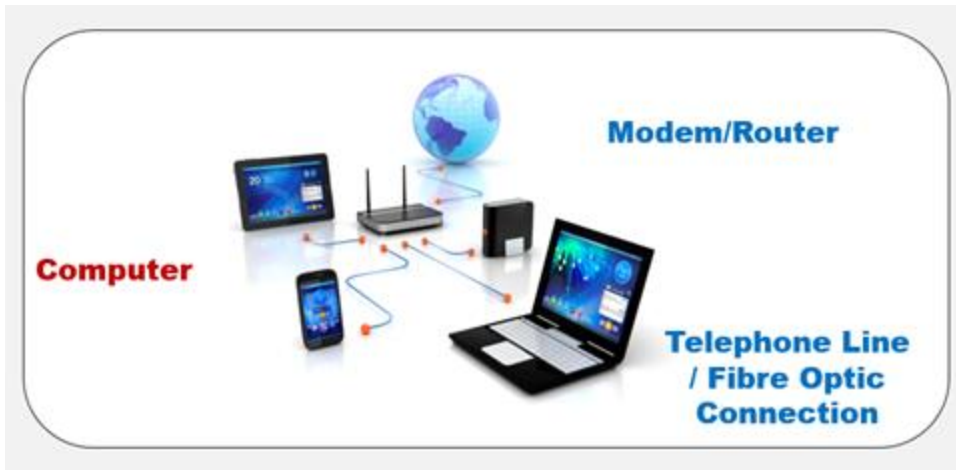 Modem/Router
Computer
Telephone Line
/ Fibre Optic
Connection